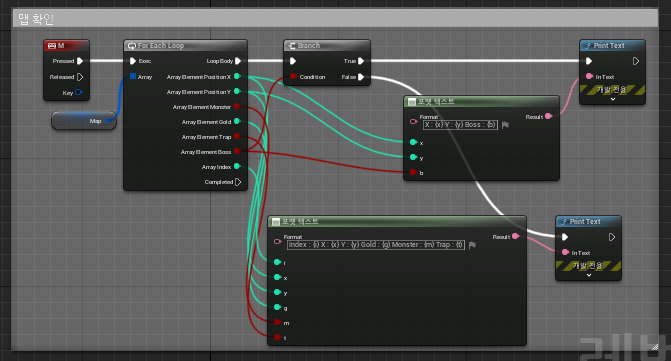 맵 확인
M
Pressed
Released
Key
Map
For Each Loop
Exec
Loop Body
Array
Array Element Position X
Array Element Position Y
Array Element Monster
Array Element Gold
Array Element Trap
Array Element Boss
Array Index
Completed
Branch
True
Condition
False
Print Text
In Text
개발 전용
포맷 텍스트
Format
X : {x} Y : {y} Boss : {b}
Result
x
y
b
포맷 텍스트
Format
Index : {i} X : {x} Y : {y} Gold : {g} Monster : {m} Trap : {t}
Result
i
x
y
g
m
t
Print Text
In Text
개발 전용